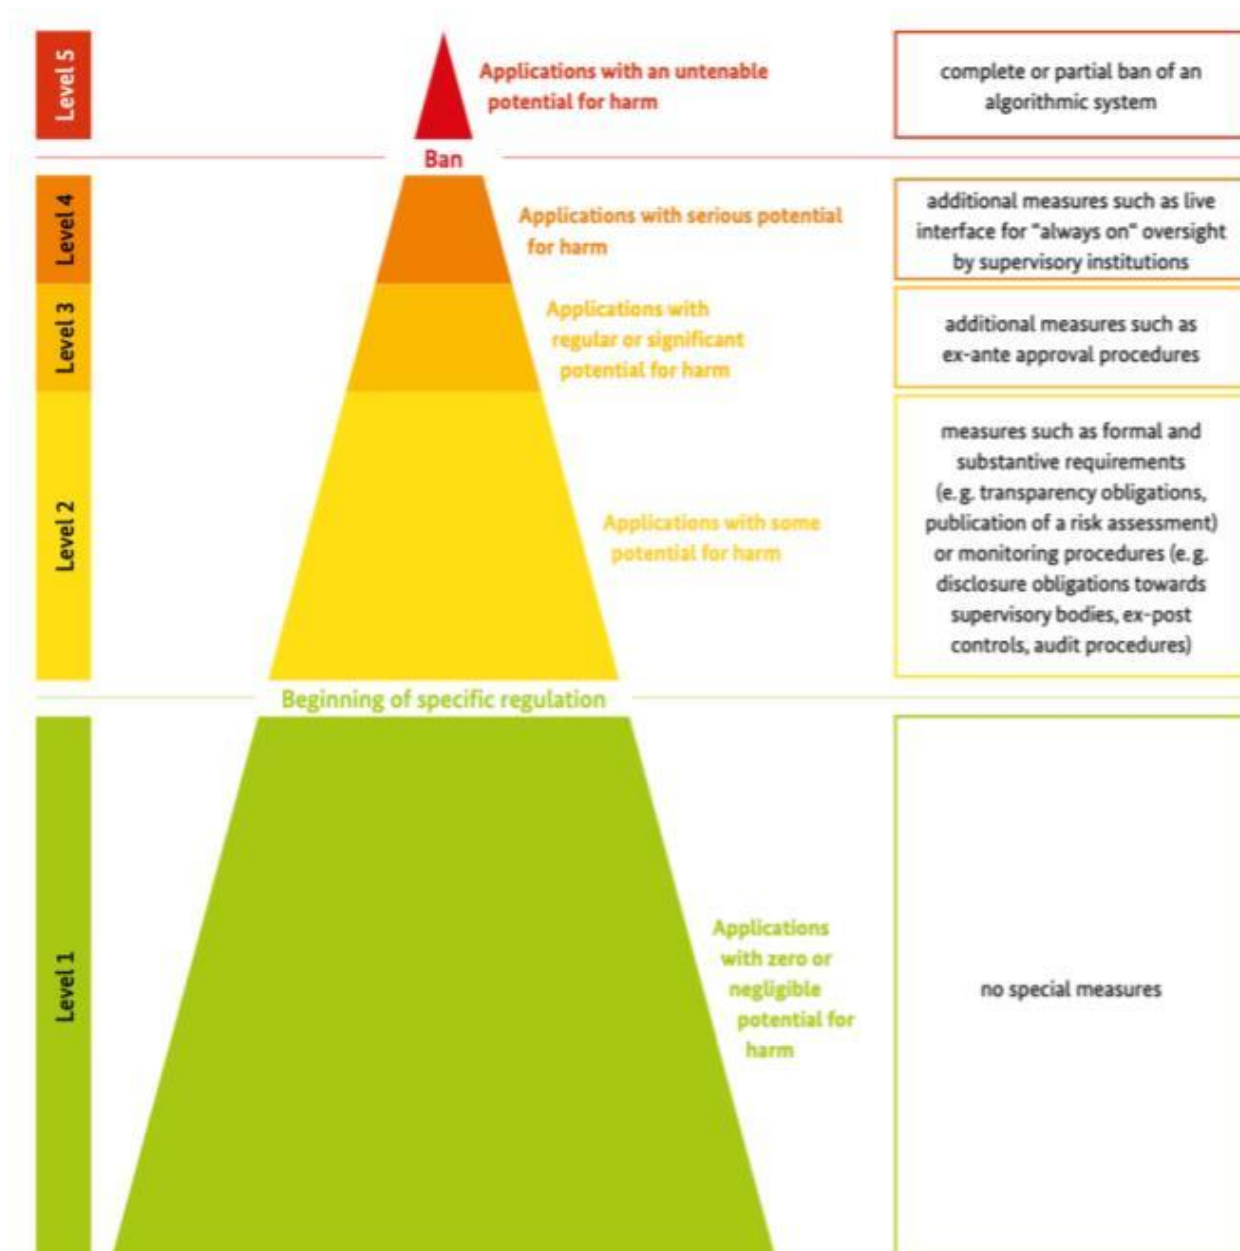 Level 5
Applications with an untenable
potential for harm
complete or partial ban of an
algorithmic system
Ban
Level 4
Applications with serious potential
for harm
additional measures such as live
interface for "always on“ oversight
by supervisory institutions
Level 3
Applications with
regular or significant
potential for harm
additional measures such as
ex-ante approval procedures
Level 2
Applications with some
potential for harm
measures such as formal and
substantive requirements
(e. g. transparency obligations,
publication of a risk assessment)
or monitoring procedures (e. g.
disclosure obligations towards
supervisory bodies, ex-post
controls, audit procedures)
Beginning of specific regulation
Level 1
Applications
with zero or
negligible
potential for
harm
no special measures